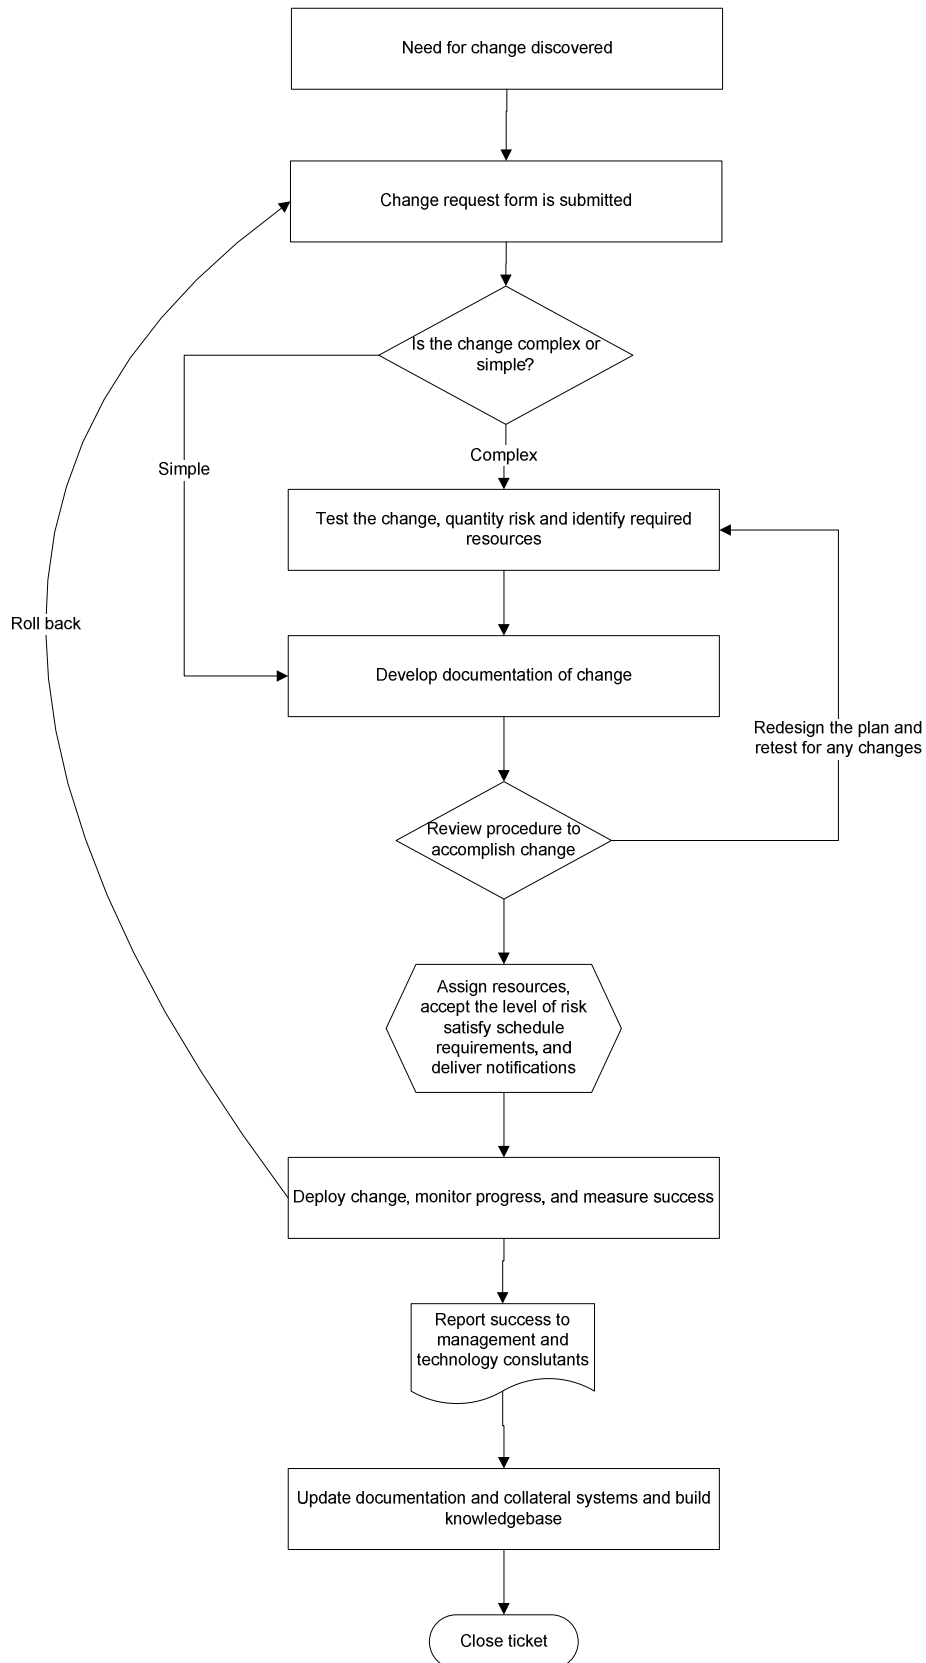 Need for change discovered
Change request form is submitted
Is the change complex or
simple?
Complex
Simple
Test the change, quantity risk and identify required
resources
Roll back
Develop documentation of change
Redesign the plan and
retest for any changes
Review procedure to
accomplish change
Assign resources,
accept the level of risk
satisfy schedule
requirements, and
deliver notifications
Deploy change, monitor progress, and measure success
Report success to
management and
technology conslutants
Update documentation and collateral systems and build
knowledgebase
Close ticket